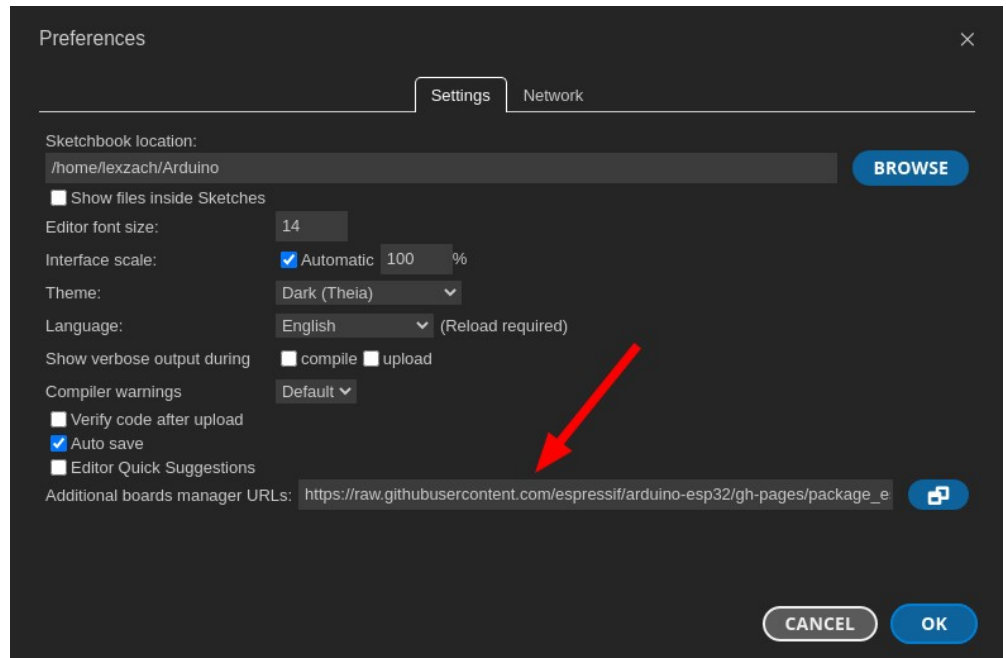 Preferences
Settings Network
Sketchbook location:
/home/lexzach/Arduino BROWSE
Show files inside Sketches
Editor font size: 14
Interface scale: Automatic 100 %
Theme: Dark (Theia)
Language: English (Reload required)
Show verbose output during compile upload
Compiler warnings Default
Verify code after upload
Auto save
Editor Quick Suggestions
Additional boards manager URLs: https://raw.githubusercontent.com/espressif/arduino-esp32/gh-pages/package_e
CANCEL OK